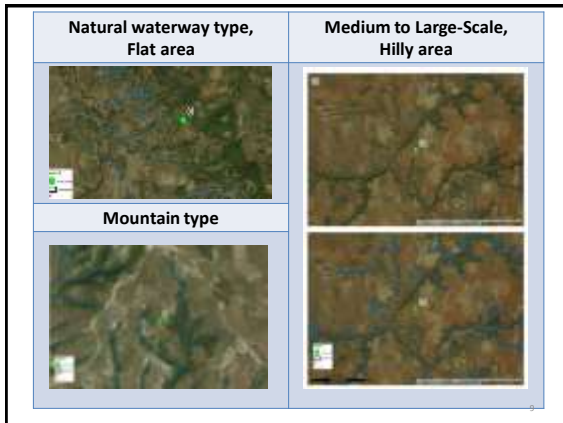 Natural waterway type,
Flat area
Medium to Large-Scale,
Hilly area
Mountain type
9